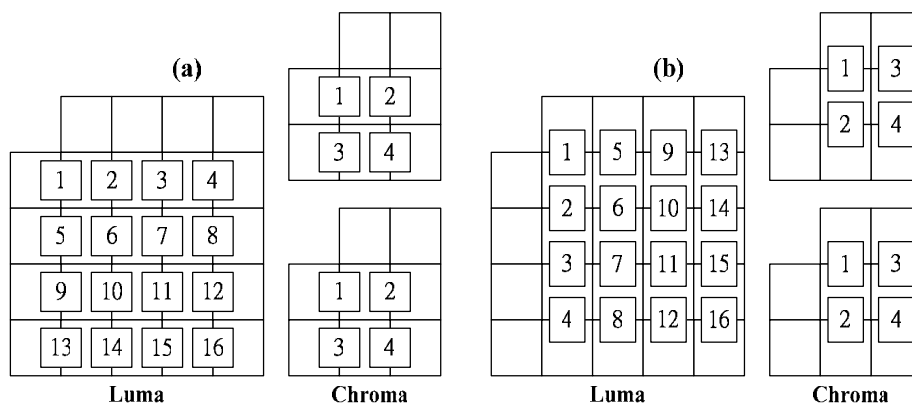 (a)
1 2
3 4
1 2 3 4
5 6 7 8
9 10 11 12
13 14 15 16
1 2
3 4
Luma Chroma
(b)
1 3
2 4
1 5 9 13
2 6 10 14
3 7 11 15
4 8 12 16
1 3
2 4
Luma Chroma